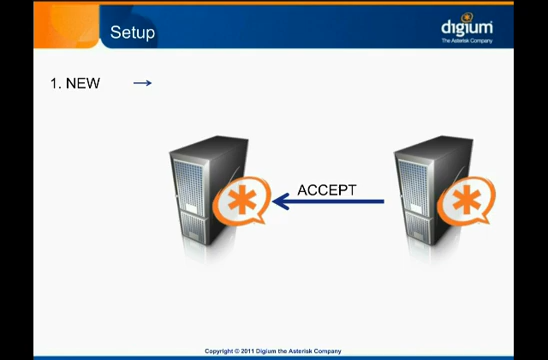 Setup
digium
The Asterisk Company
1. NEW
ACCEPT
Copyright © 2011 Digium the Asterisk Company